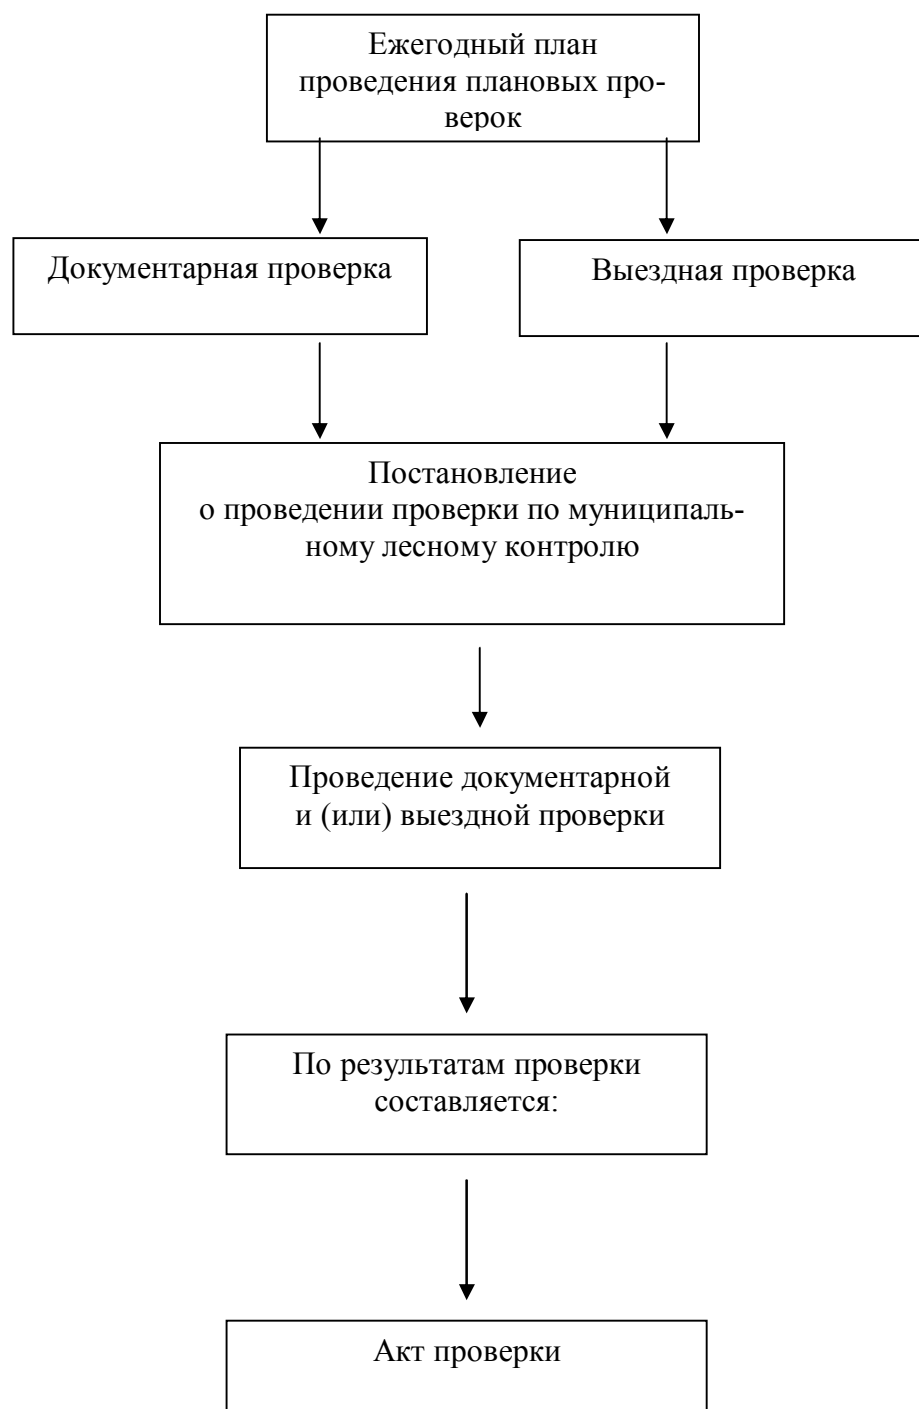 Ежегодный план
проведения плановых про-
верок
Документарная проверка
Выездная проверка
Постановление
о проведении проверки по муниципаль-
ному лесному контролю
Проведение документарной
и (или) выездной проверки
По результатам проверки
составляется:
Акт проверки